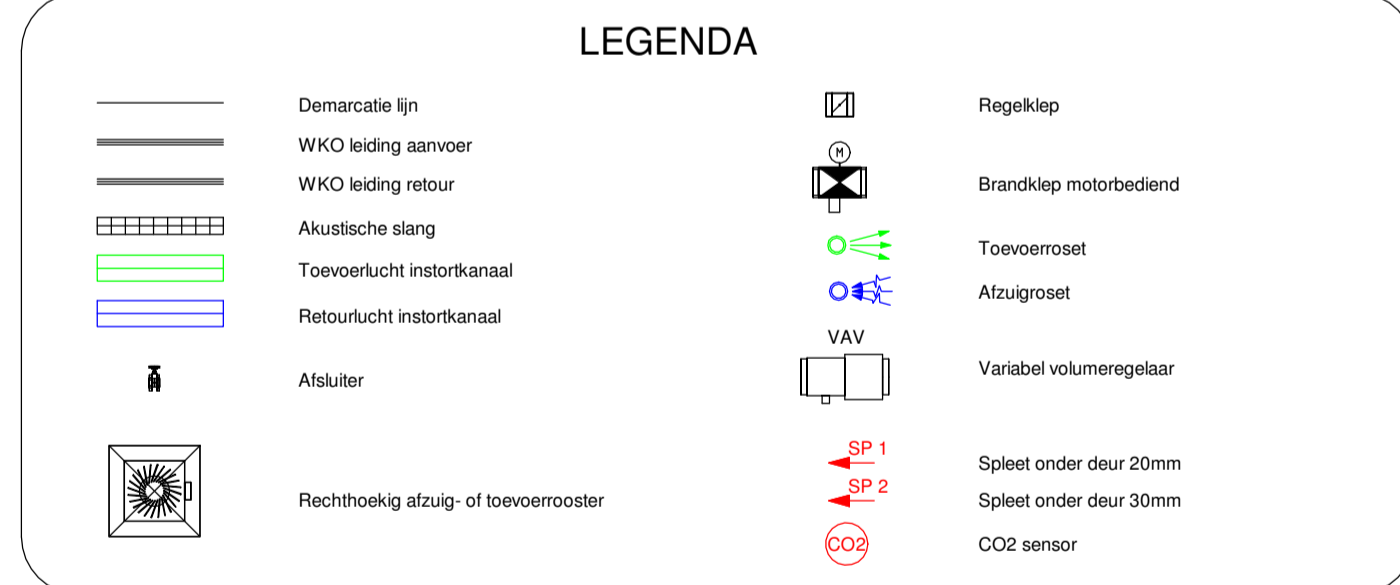 LEGENDA
Demarcatie lijn
WKO leiding aanvoer
WKO leiding retour
Akustische slang
Toevoerlucht instortkanaal
Retourlucht instortkanaal
Afsluiter
Rechthoekig afzuig- of toevoerrooster
Regelklep
M
Brandklep motorbediend
Toevoerroset
Afzuigroset
VAV
Variabel volumeregelaar
SP 1
Spleet onder deur 20mm
SP 2
Spleet onder deur 30mm
CO2
CO2 sensor